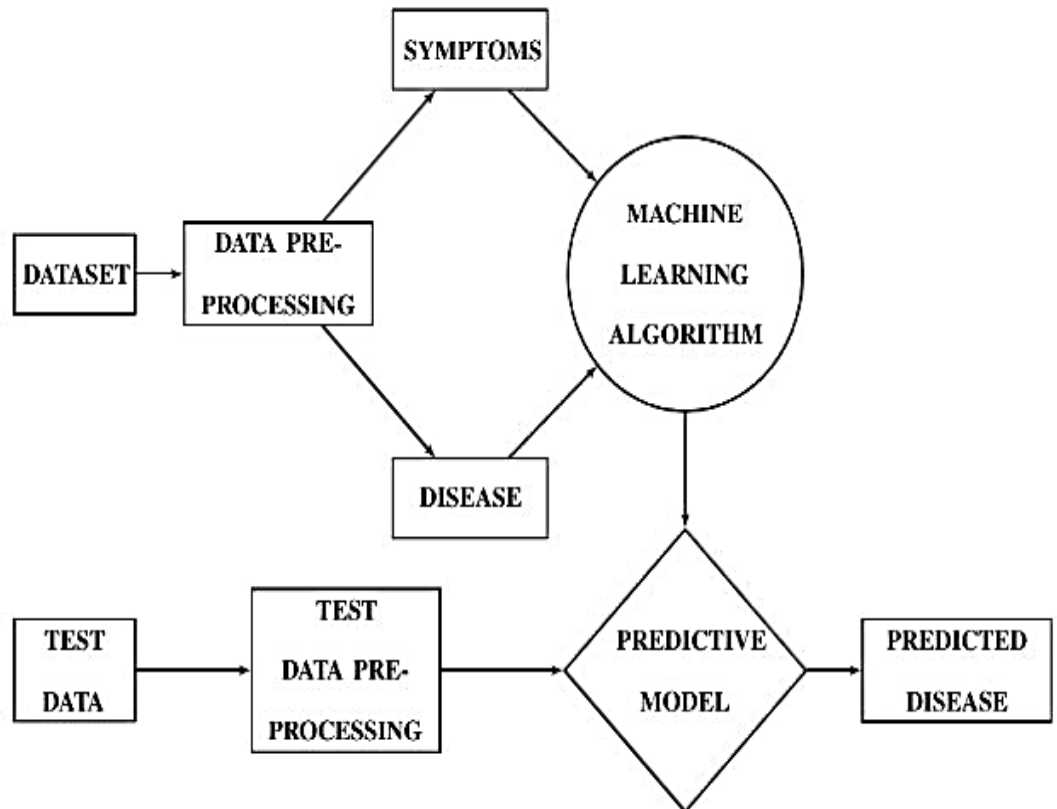 SYMPTOMS
DATASET
DATA PRE-
PROCESSING
MACHINE
LEARNING
ALGORITHM
DISEASE
TEST
DATA
TEST
DATA PRE-
PROCESSING
PREDICTIVE
MODEL
PREDICTED
DISEASE